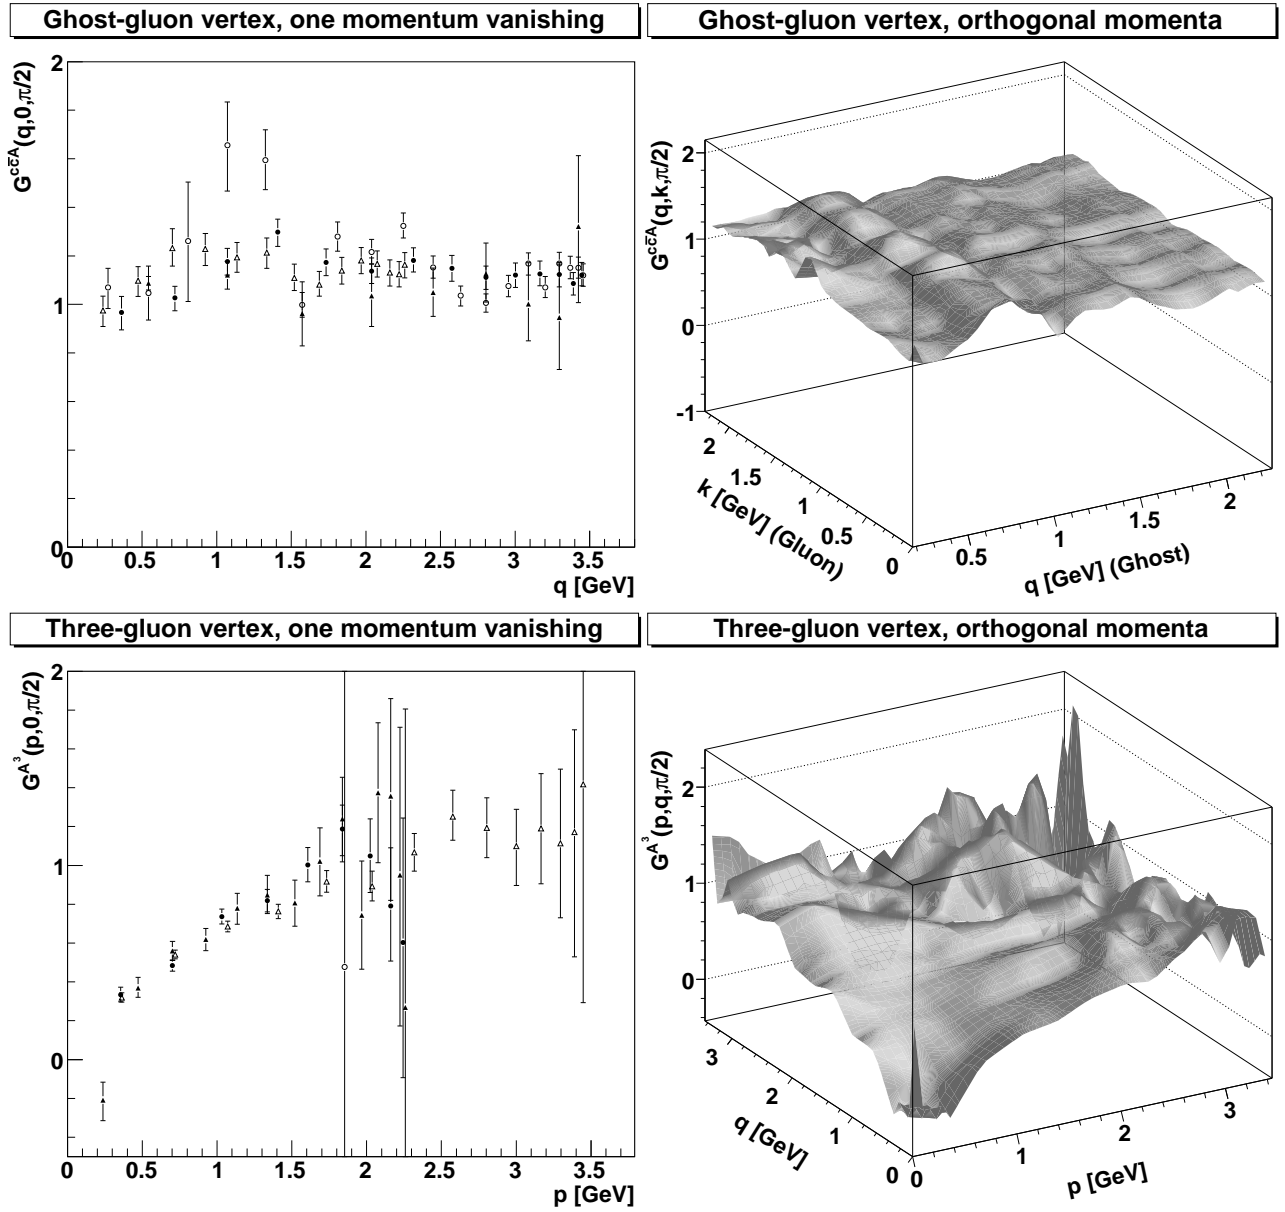 Ghost-gluon vertex, one momentum vanishing
G^{cc̄A}(q,0,π/2)
2
1
0
0 0.5 1 1.5 2 2.5 3 3.5
q [GeV]
Ghost-gluon vertex, orthogonal momenta
G^{cc̄A}(q,k,π/2)
2
1
0
-1
2 1.5 1 0.5 0
k [GeV] (Gluon)
0.5 1 1.5 2
q [GeV] (Ghost)
Three-gluon vertex, one momentum vanishing
G^{A^3}(p,0,π/2)
2
1
0
0 0.5 1 1.5 2 2.5 3 3.5
p [GeV]
Three-gluon vertex, orthogonal momenta
G^{A^3}(p,q,π/2)
2
1
0
3 2 1 0
q [GeV]
0 1 2 3
p [GeV]